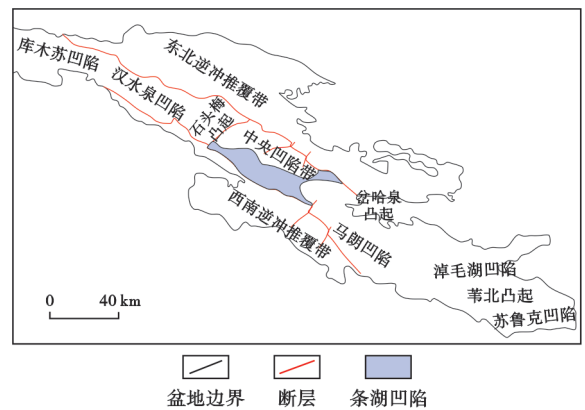 东北逆冲推覆带
库木苏凹陷
汉水泉凹陷
石头梅
凸起
中央凹陷带
岔哈泉
凸起
西南逆冲推覆带
马朗凹陷
淖毛湖凹陷
苇北凸起
苏鲁克凹陷
0 40 km
盆地边界
断层
条湖凹陷